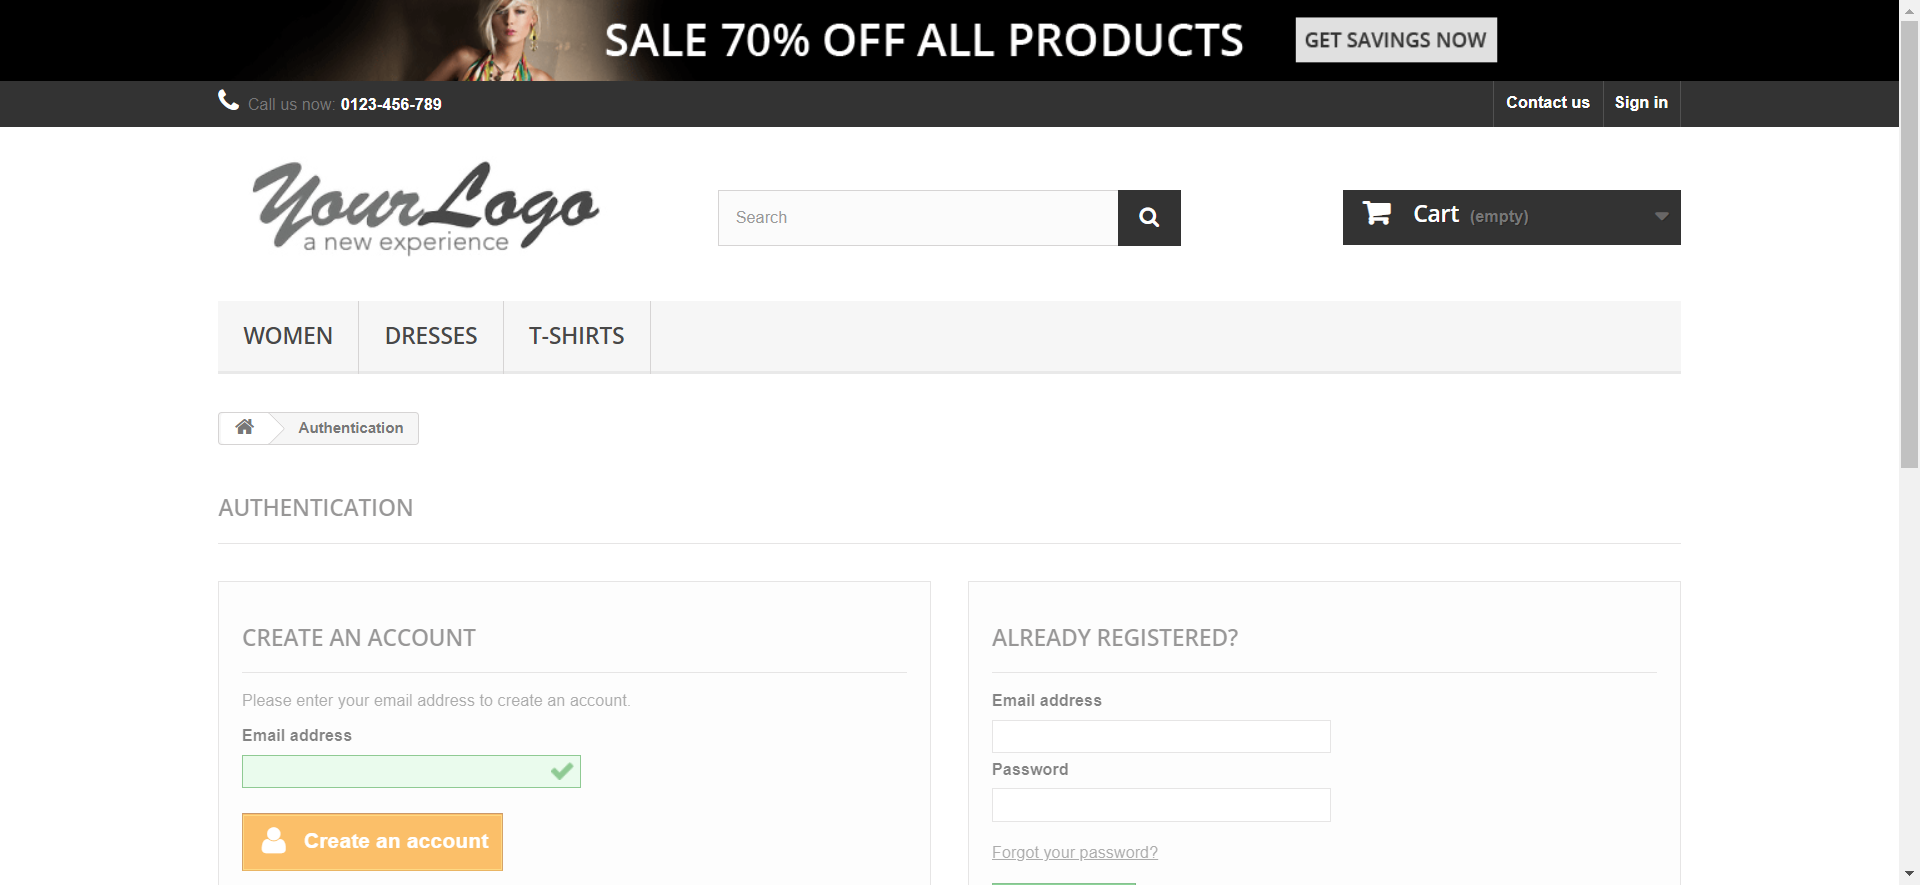 SALE 70% OFF ALL PRODUCTS
GET SAVINGS NOW
Call us now: 0123-456-789
Contact us
Sign in
Your Logo
a new experience
Search
Cart (empty)
WOMEN
DRESSES
T-SHIRTS
Authentication
AUTHENTICATION
CREATE AN ACCOUNT
Please enter your email address to create an account.
Email address
Create an account
ALREADY REGISTERED?
Email address
Password
Forgot your password?